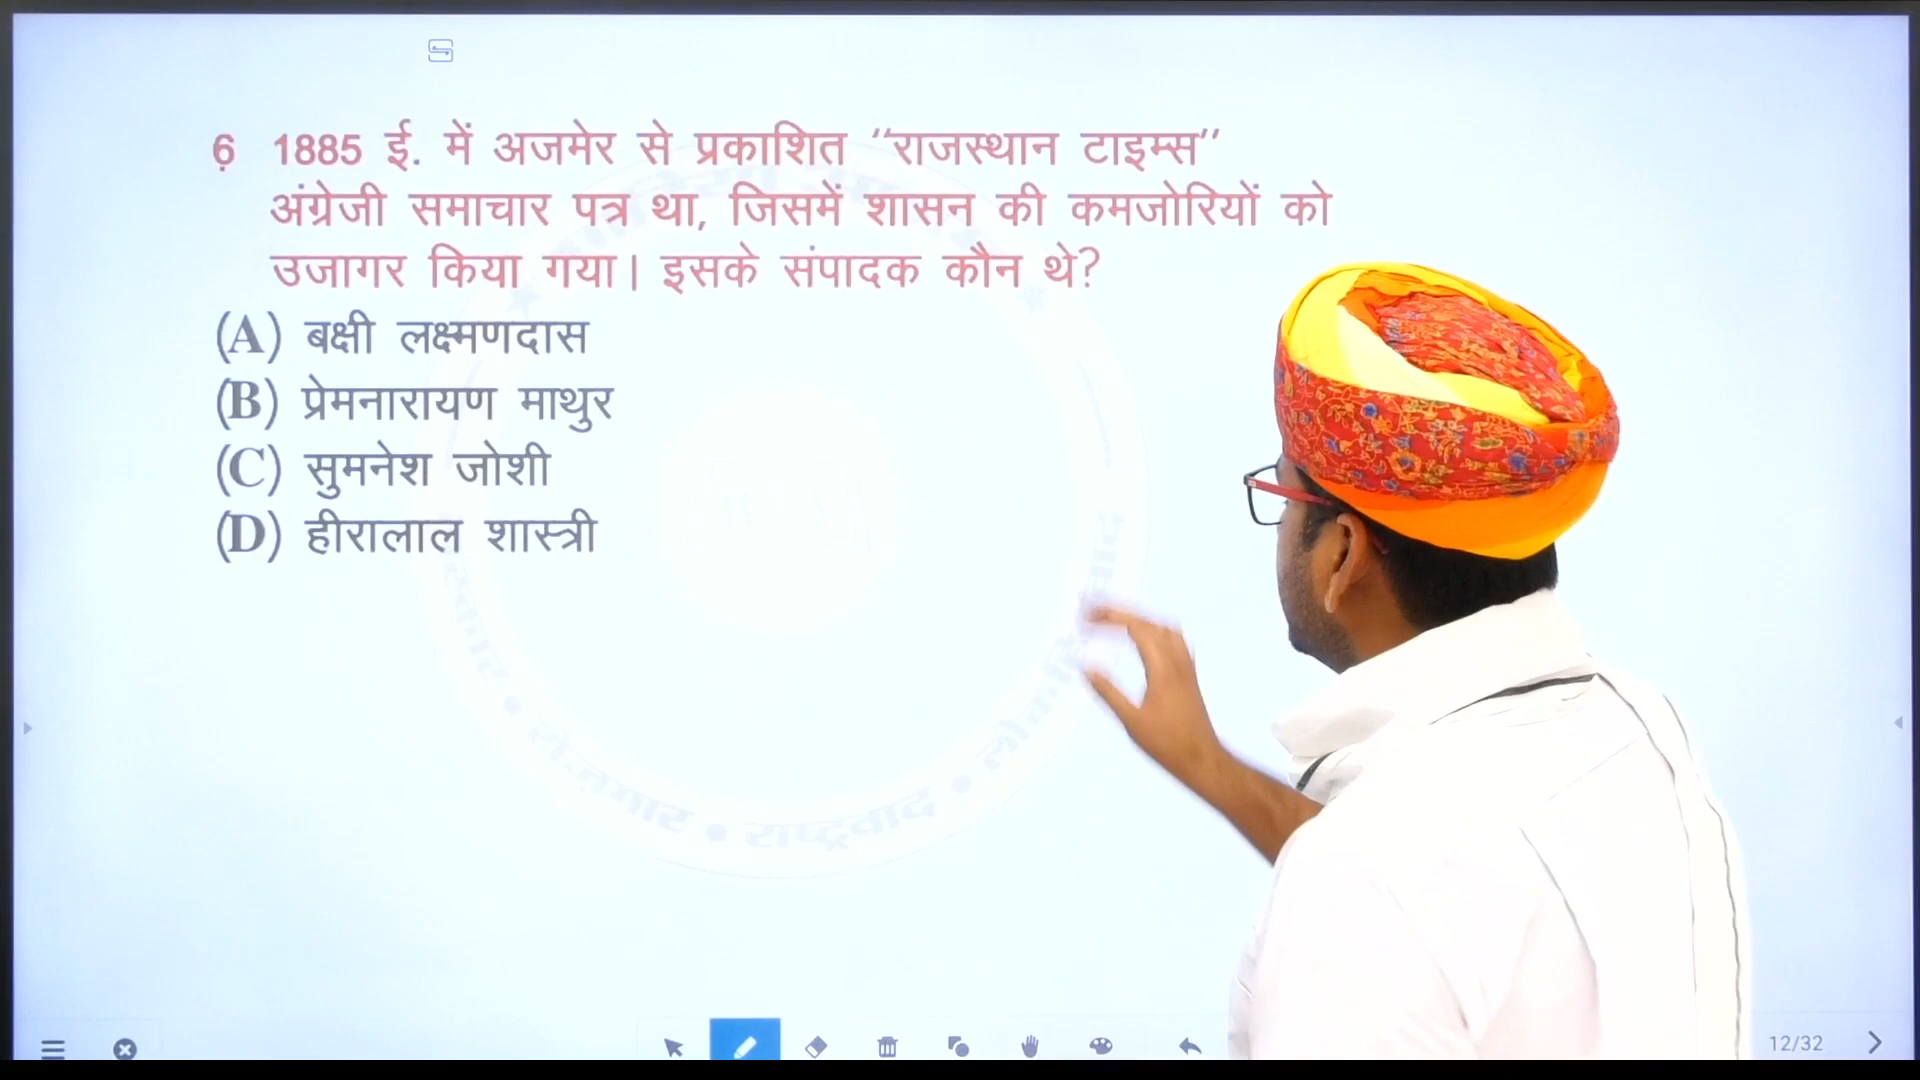 6 1885 ई. में अजमेर से प्रकाशित ''राजस्थान टाइम्स''
अंग्रेजी समाचार पत्र था, जिसमें शासन की कमजोरियों को
उजागर किया गया। इसके संपादक कौन थे?
(A) बक्षी लक्ष्मणदास
(B) प्रेमनारायण माथुर
(C) सुमनेश जोशी
(D) हीरालाल शास्त्री
राष्ट्रवाद
12/32